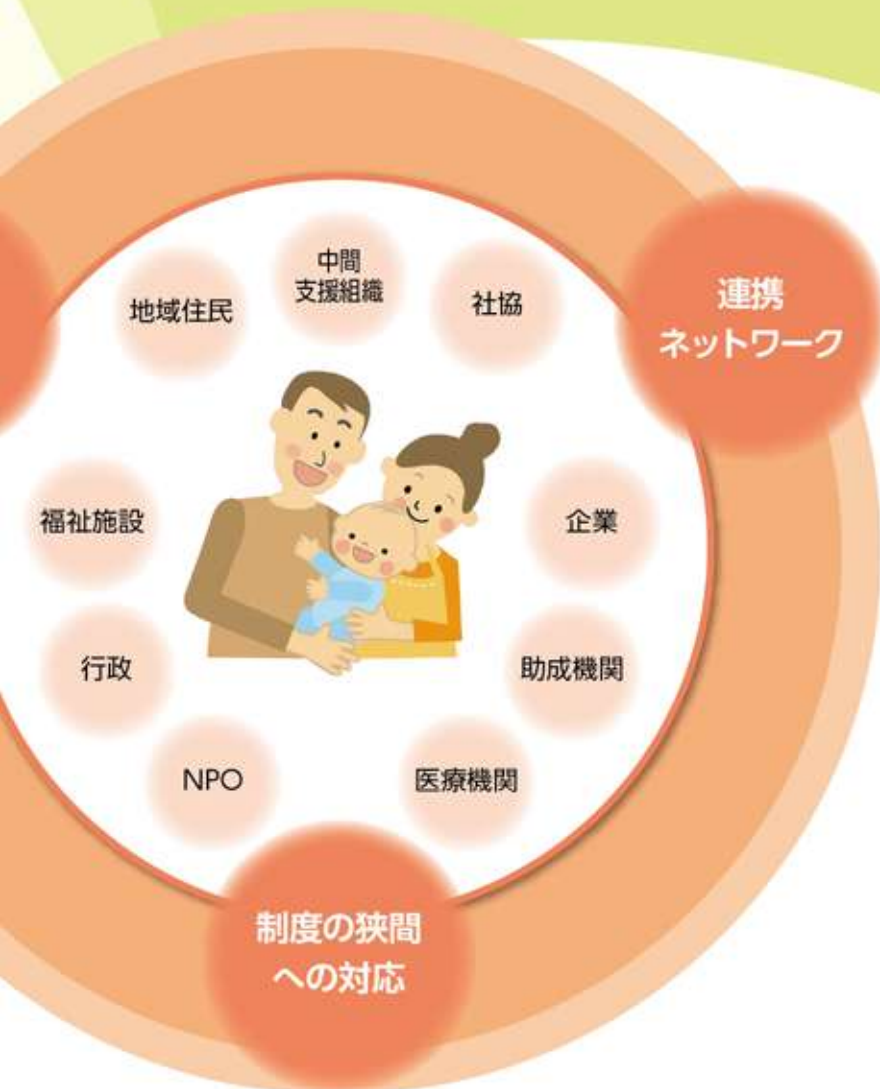 中間
支援組織
地域住民
社協
連携
ネットワーク
福祉施設
企業
行政
助成機関
NPO
医療機関
制度の狭間
への対応